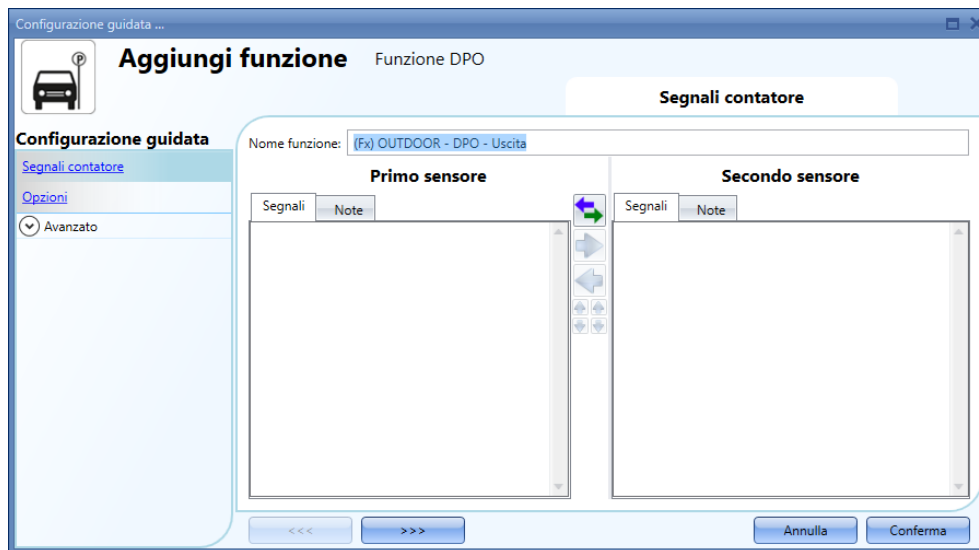 Configurazione guidata ...
Aggiungi funzione Funzione DPO
Segnali contatore
Configurazione guidata
Segnali contatore
Opzioni
Avanzato
Nome funzione: (Fx) OUTDOOR - DPO - Uscita
Primo sensore
Segnali Note
Secondo sensore
Segnali Note
<<< >>> Annulla Conferma